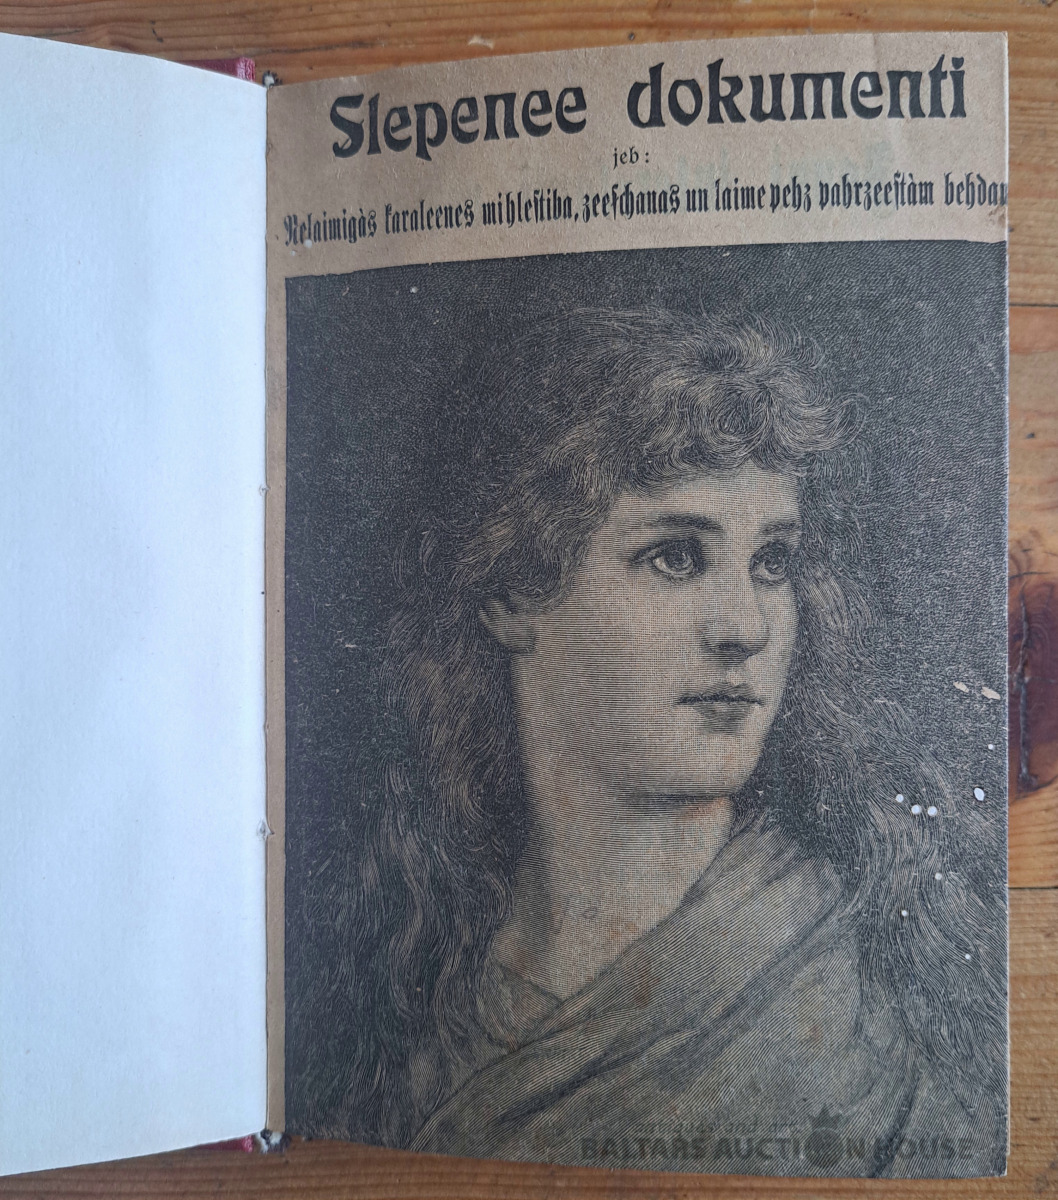 Slepenee dokumenti
jeb:
Nelaimigàs karaleenes mihlestiba, zeeschanas un laime pehz pahrzeestàm behdam
BALTARS AUCTION HOUSE